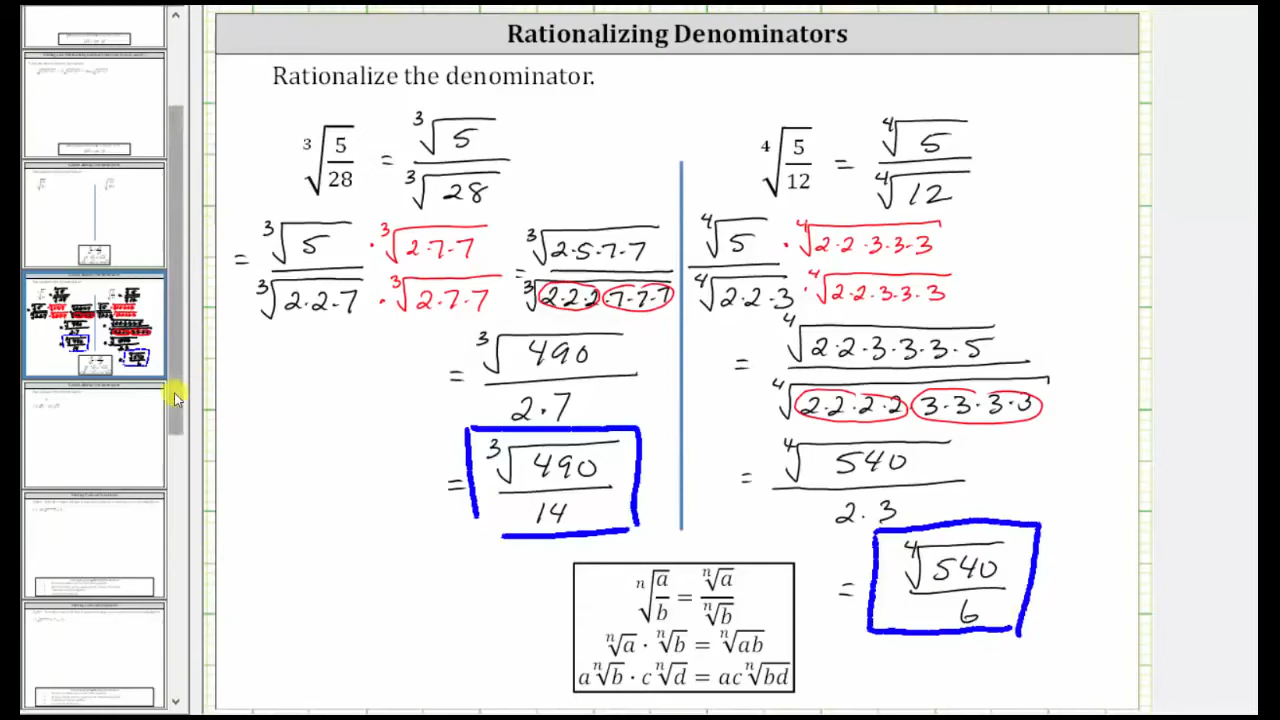 Rationalizing Denominators
Rationalize the denominator.
∛(5/28) = ∛5 / ∛28
= ∛5 / ∛(2·2·7) · ∛(2·7·7) / ∛(2·7·7) = ∛(2·5·7·7) / ∛(2·2·2·7·7·7)
= ∛490 / 2·7
= ∛490 / 14
∜(5/12) = ∜5 / ∜12
∜5 / ∜(2·2·3) · ∜(2·2·3·3·3) / ∜(2·2·3·3·3)
= ∜(2·2·3·3·3·5) / ∜(2·2·2·2·3·3·3·3)
= ∜540 / 2·3
= ∜540 / 6
ⁿ√(a/b) = ⁿ√a / ⁿ√b
ⁿ√a · ⁿ√b = ⁿ√ab
aⁿ√b · cⁿ√d = acⁿ√bd